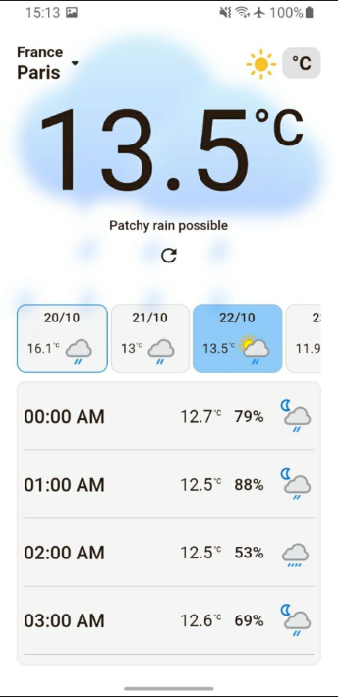 15:13 100%
France
Paris
°C
13.5°C
Patchy rain possible
20/10 21/10 22/10 2
16.1°C 13°C 13.5°C 11.9
00:00 AM 12.7°C 79%
01:00 AM 12.5°C 88%
02:00 AM 12.5°C 53%
03:00 AM 12.6°C 69%